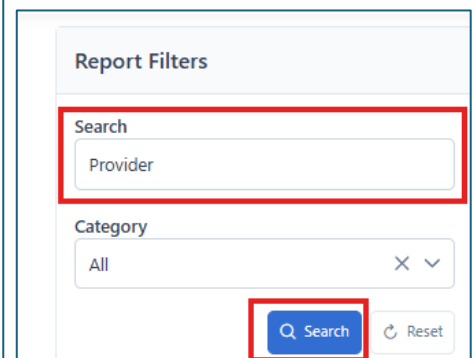 Report Filters
Search
Provider
Category
All
Search Reset